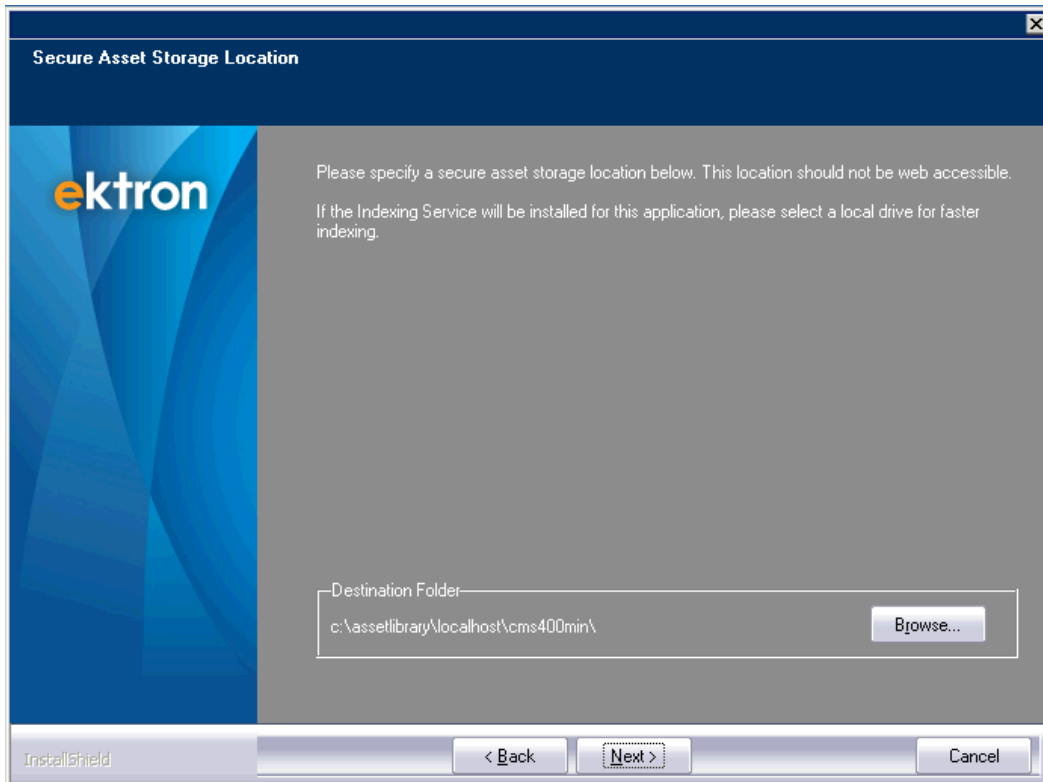 Secure Asset Storage Location
ektron
Please specify a secure asset storage location below. This location should not be web accessible.
If the Indexing Service will be installed for this application, please select a local drive for faster
indexing.
Destination Folder
c:\assetlibrary\localhost\cms400min\
Browse...
InstallShield
< Back
Next >
Cancel